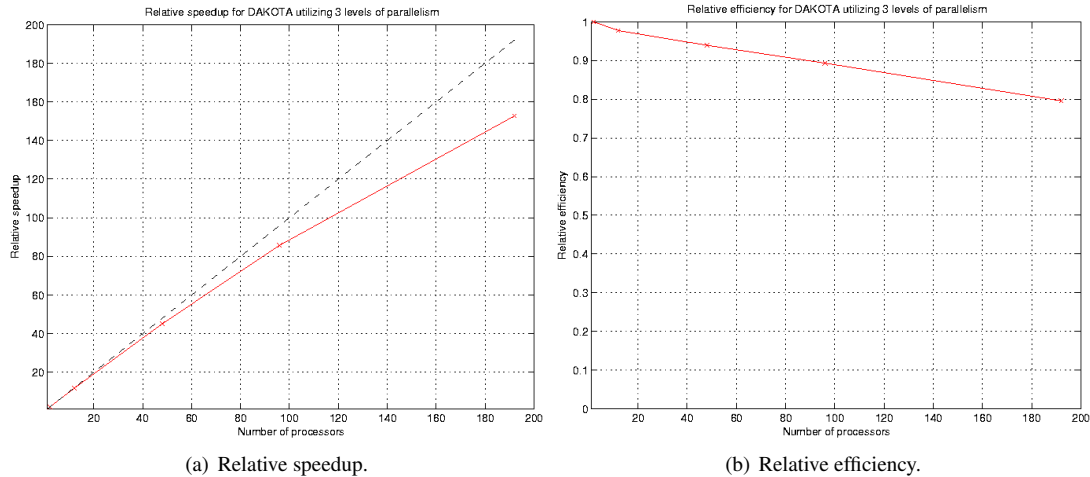 Relative speedup for DAKOTA utilizing 3 levels of parallelism
200
180
160
140
120
100
80
60
40
20
Relative speedup
20 40 60 80 100 120 140 160 180 200
Number of processors
(a) Relative speedup.
Relative efficiency for DAKOTA utilizing 3 levels of parallelism
1
0.9
0.8
0.7
0.6
0.5
0.4
0.3
0.2
0.1
0
Relative efficiency
20 40 60 80 100 120 140 160 180 200
Number of processors
(b) Relative efficiency.